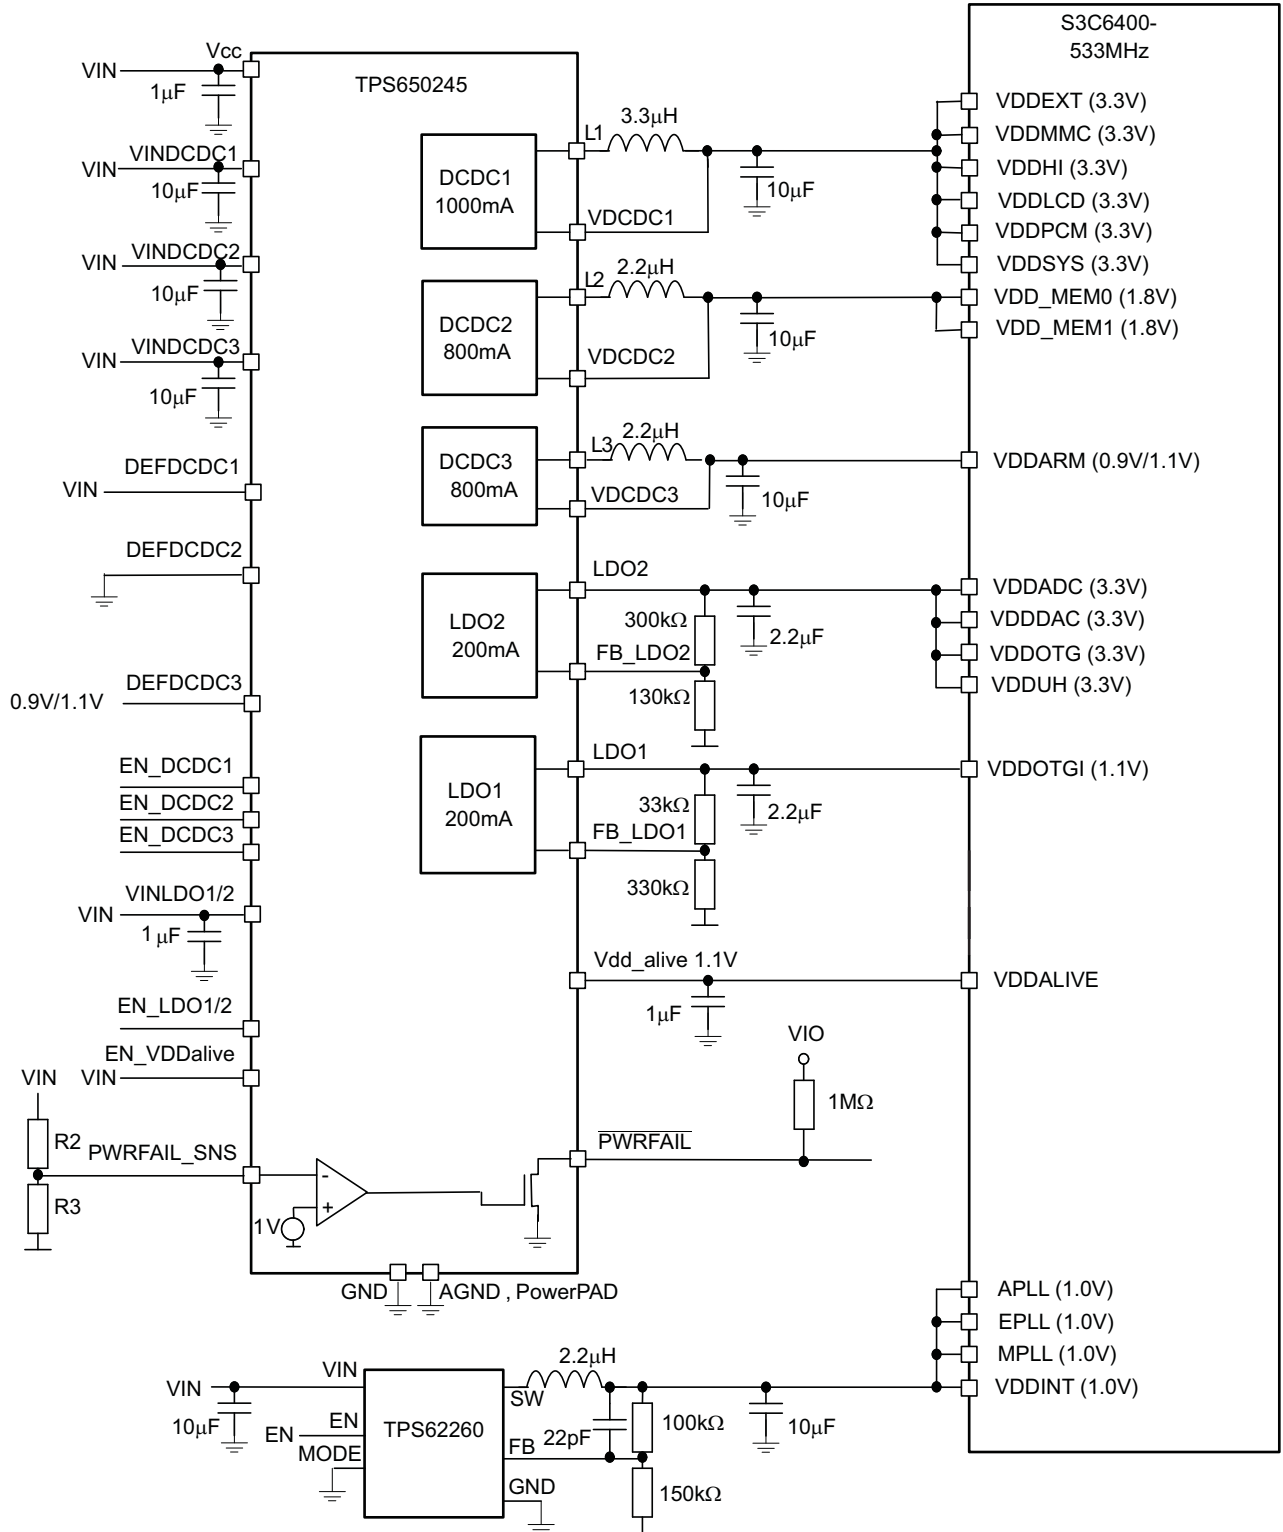 S3C6400-
533MHz
Vcc
VIN
1μF
TPS650245
VDDEXT (3.3V)
3.3μH
L1
VDDMMC (3.3V)
VINDCDC1
VIN
10μF
DCDC1
1000mA
10μF
VDDHI (3.3V)
VDDLCD (3.3V)
VDCDC1
VDDPCM (3.3V)
VINDCDC2
VIN
10μF
VDDSYS (3.3V)
2.2μH
L2
VDD_MEM0 (1.8V)
DCDC2
800mA
10μF
VDD_MEM1 (1.8V)
VINDCDC3
VIN
10μF
VDCDC2
2.2μH
L3
DCDC3
800mA
VDDARM (0.9V/1.1V)
DEFDCDC1
VIN
VDCDC3
10μF
DEFDCDC2
LDO2
VDDADC (3.3V)
LDO2
200mA
300kΩ
2.2μF
VDDDAC (3.3V)
FB_LDO2
VDDOTG (3.3V)
DEFDCDC3
0.9V/1.1V
130kΩ
VDDUH (3.3V)
LDO1
EN_DCDC1
VDDOTGI (1.1V)
LDO1
200mA
EN_DCDC2
33kΩ
2.2μF
EN_DCDC3
FB_LDO1
VINLDO1/2
VIN
1μF
330kΩ
Vdd_alive 1.1V
VDDALIVE
EN_LDO1/2
1μF
VIO
EN_VDDalive
VIN
VIN
1MΩ
R2
PWRFAIL_SNS
PWRFAIL
-
R3
+
1V
GND
AGND , PowerPAD
APLL (1.0V)
EPLL (1.0V)
MPLL (1.0V)
VDDINT (1.0V)
2.2μH
VIN
VIN
SW
10μF
TPS62260
EN
EN
22pF
100kΩ
10μF
MODE
FB
GND
150kΩ